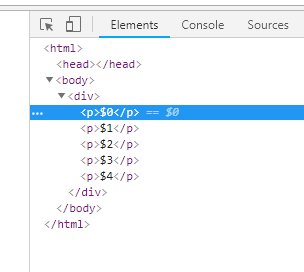 Elements Console Sources
<html>
<head></head>
▼<body>
▼<div>
... <p>$0</p> == $0
<p>$1</p>
<p>$2</p>
<p>$3</p>
<p>$4</p>
</div>
</body>
</html>